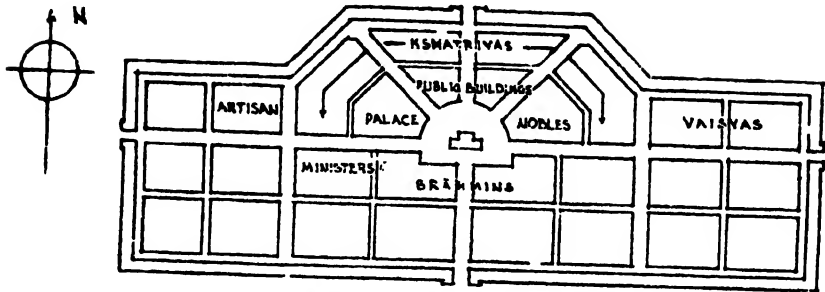 N
KSHATRIYAS
PUBLIC BUILDINGS
ARTISAN
PALACE
NOBLES
VAISYAS
MINISTERS
BRAHMINS